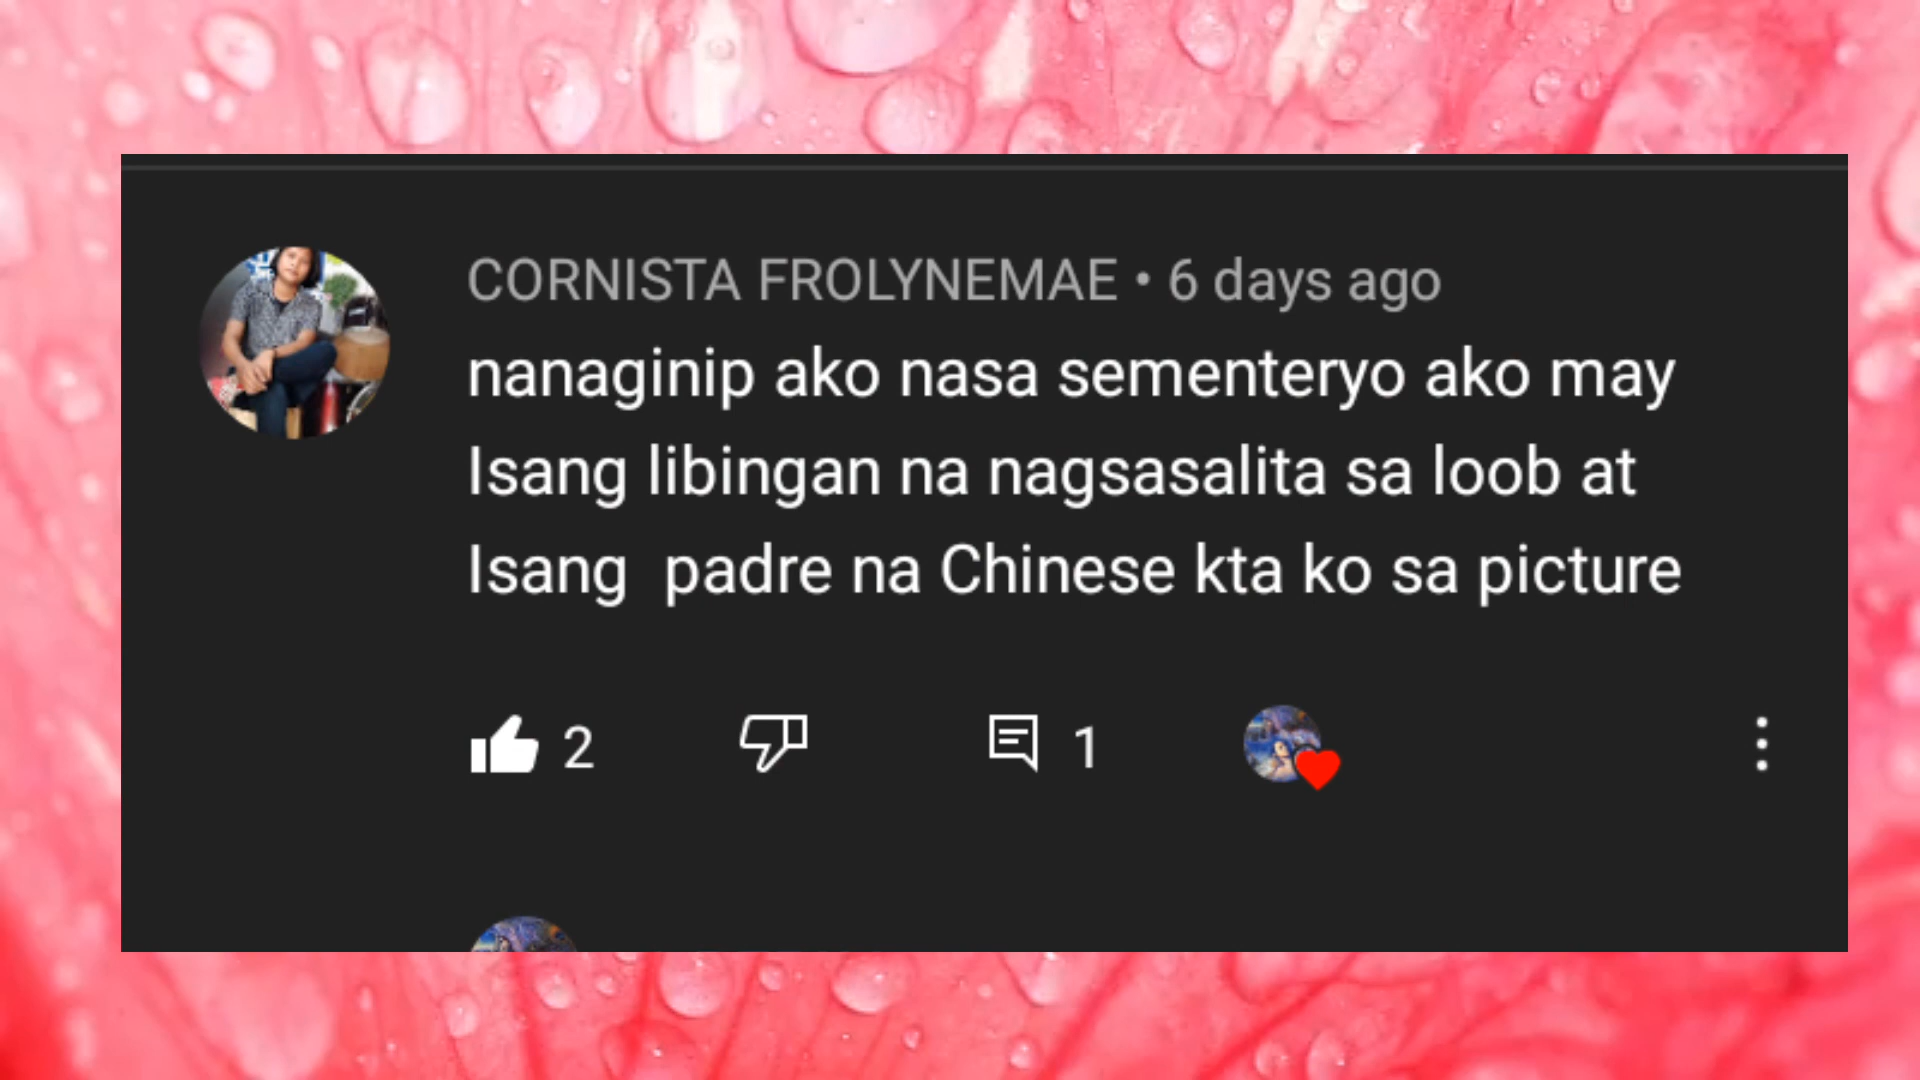 CORNISTA FROLYNEMAE • 6 days ago
nanaginip ako nasa sementeryo ako may
Isang libingan na nagsasalita sa loob at
Isang  padre na Chinese kta ko sa picture
2
1